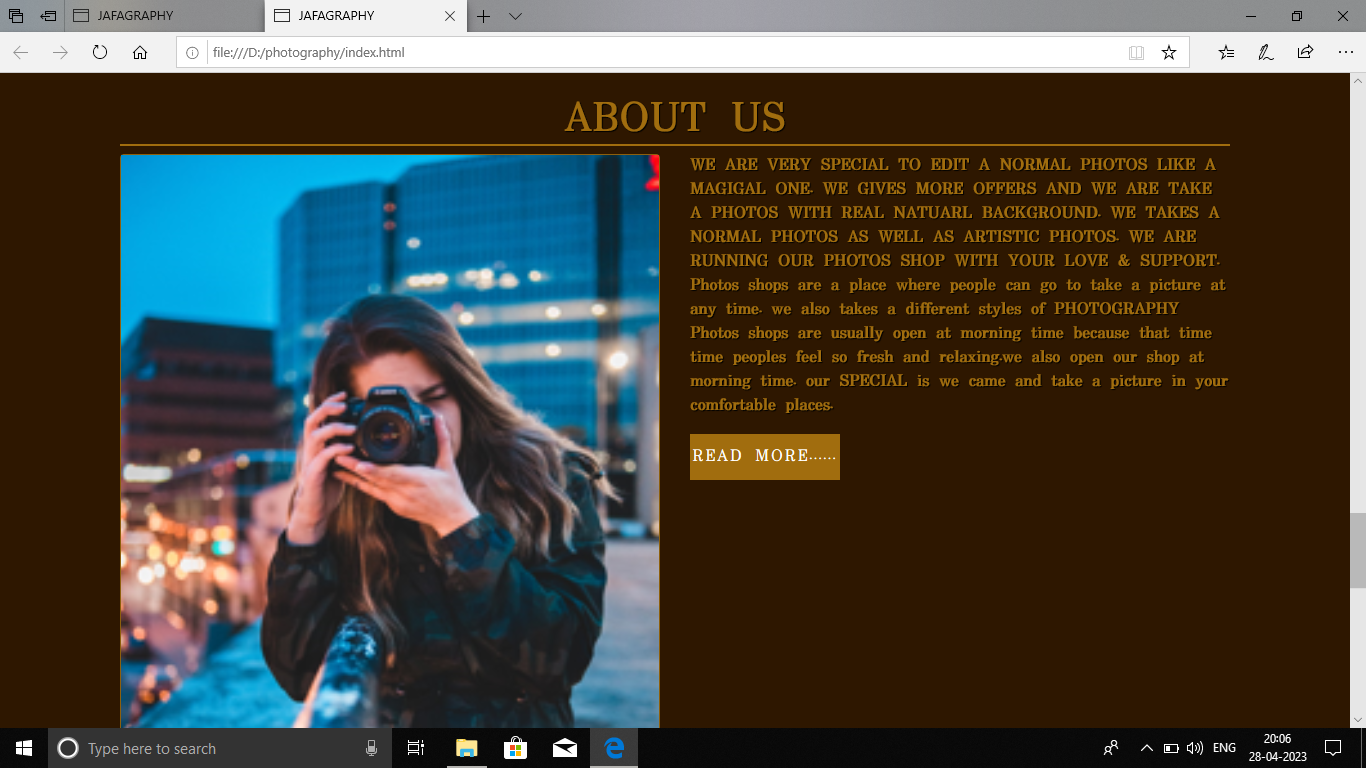 JAFAGRAPHY
JAFAGRAPHY
file:///D:/photography/index.html
ABOUT US
WE ARE VERY SPECIAL TO EDIT A NORMAL PHOTOS LIKE A
MAGIGAL ONE. WE GIVES MORE OFFERS AND WE ARE TAKE
A PHOTOS WITH REAL NATUARL BACKGROUND. WE TAKES A
NORMAL PHOTOS AS WELL AS ARTISTIC PHOTOS. WE ARE
RUNNING OUR PHOTOS SHOP WITH YOUR LOVE & SUPPORT.
Photos shops are a place where people can go to take a picture at
any time. we also takes a different styles of PHOTOGRAPHY
Photos shops are usually open at morning time because that time
time peoples feel so fresh and relaxing.we also open our shop at
morning time. our SPECIAL is we came and take a picture in your
comfortable places.
READ MORE......
Type here to search
ENG
20:06
28-04-2023